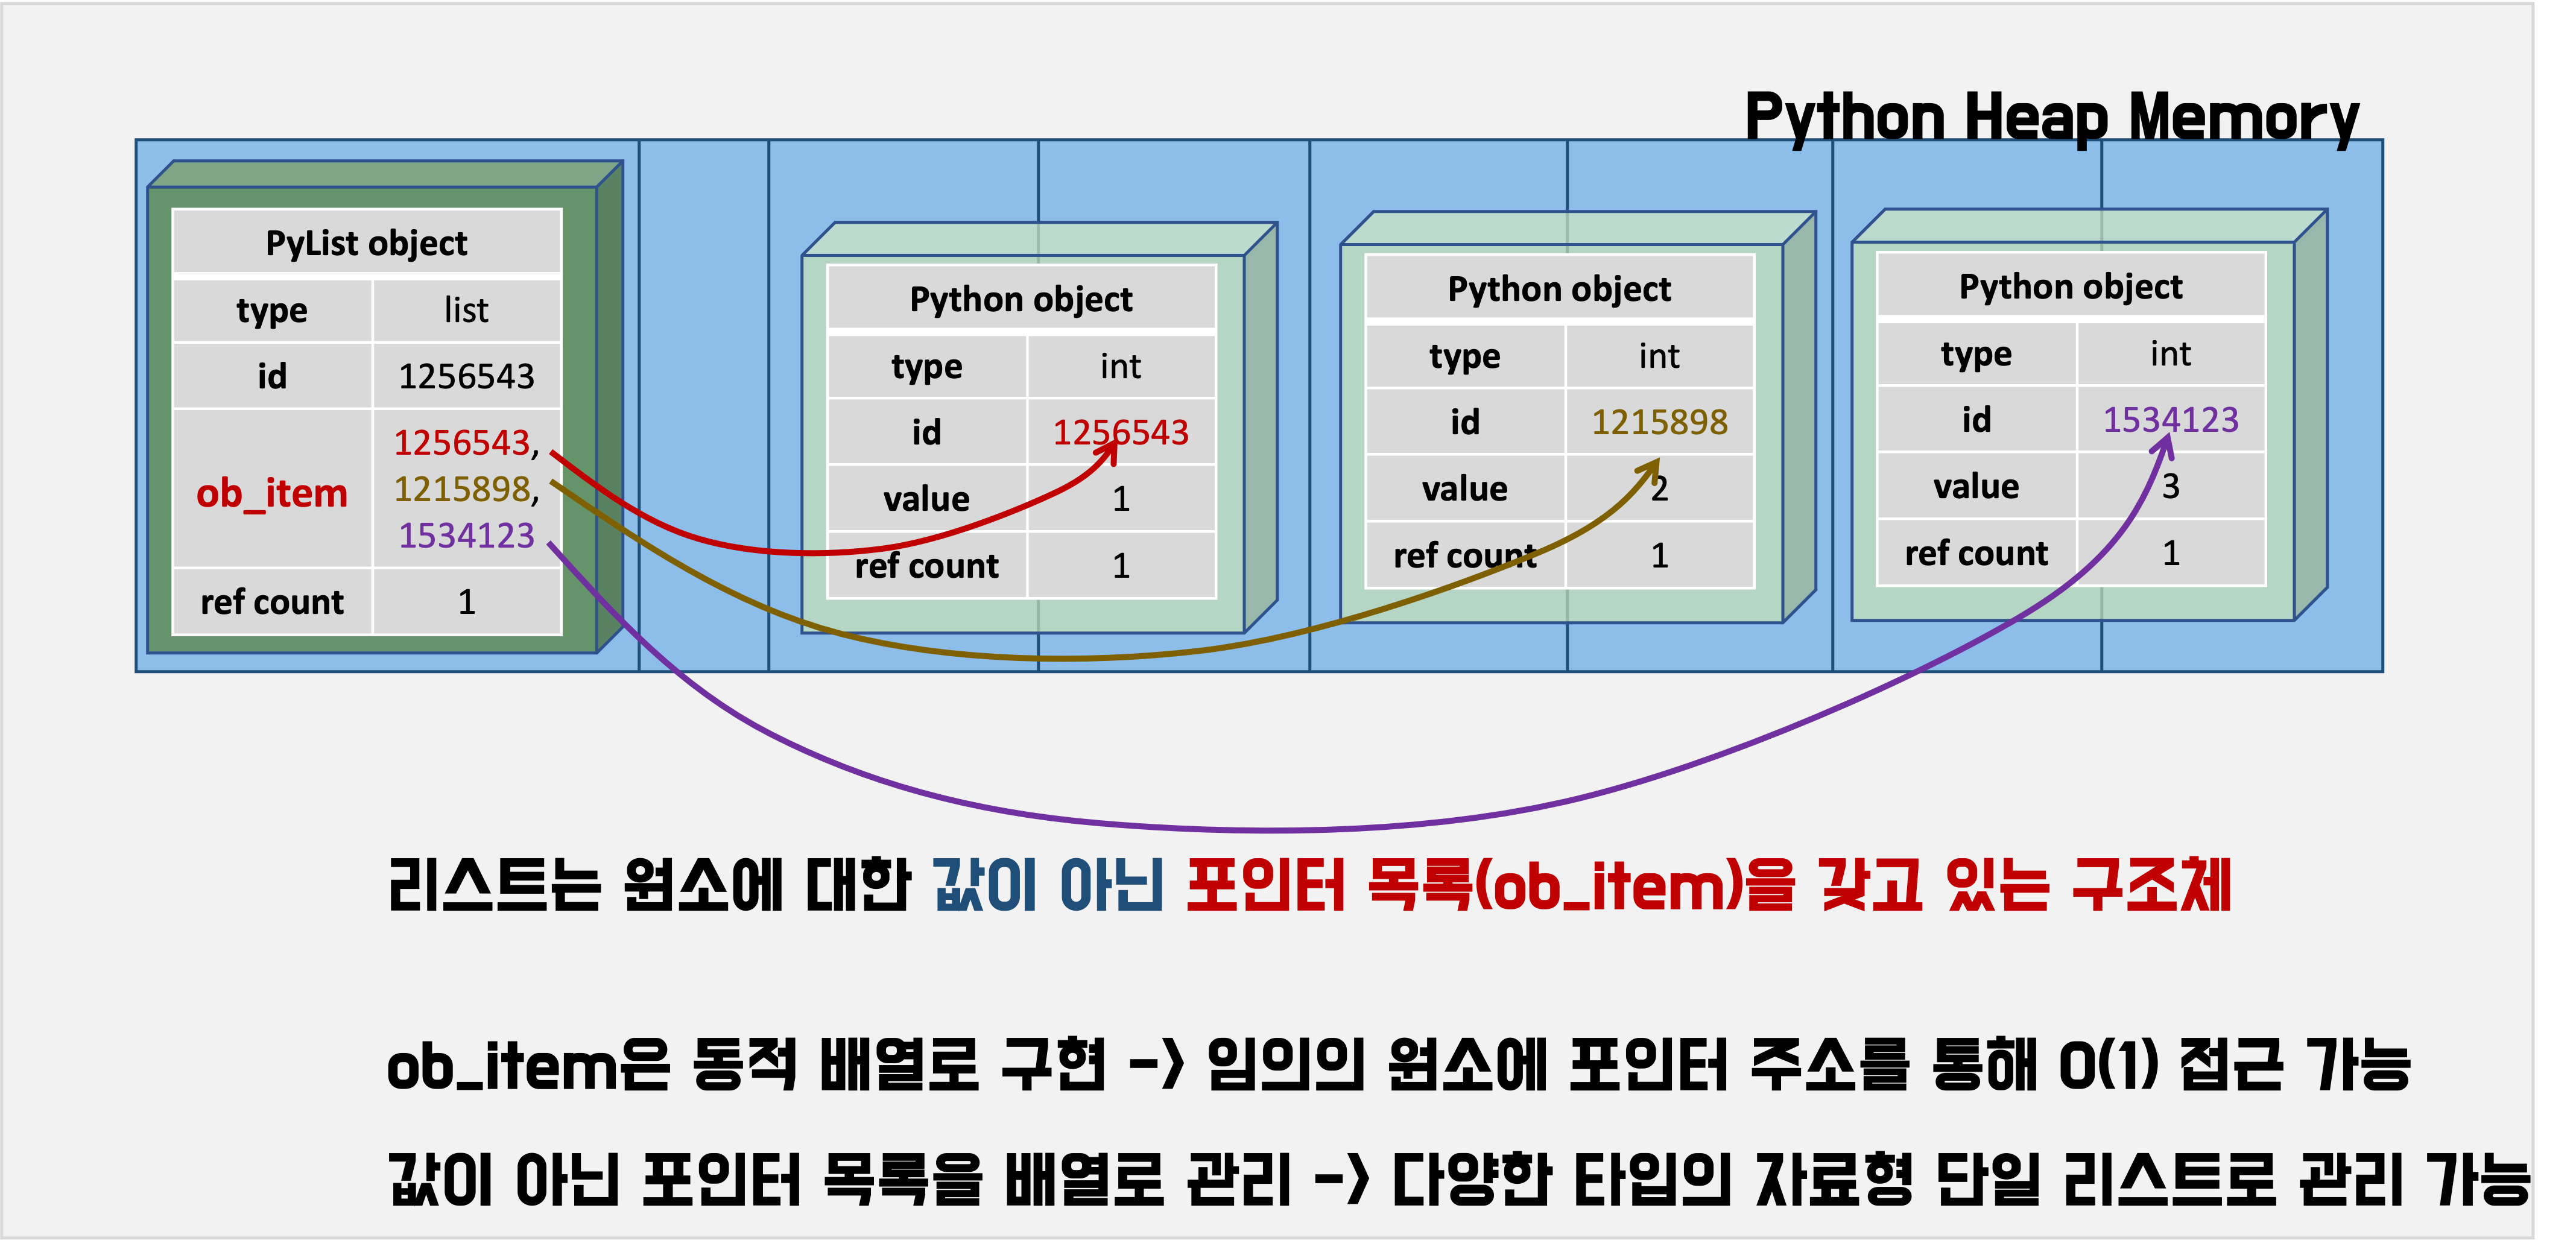 Python Heap Memory
PyList object
type list
id 1256543
ob_item 1256543,
1215898,
1534123
ref count 1
Python object
type int
id 1256543
value 1
ref count 1
Python object
type int
id 1215898
value 2
ref count 1
Python object
type int
id 1534123
value 3
ref count 1
리스트는 원소에 대한 값이 아닌 포인터 목록(ob_item)을 갖고 있는 구조체
ob_item은 동적 배열로 구현 -> 임의의 원소에 포인터 주소를 통해 O(1) 접근 가능
값이 아닌 포인터 목록을 배열로 관리 -> 다양한 타입의 자료형 단일 리스트로 관리 가능